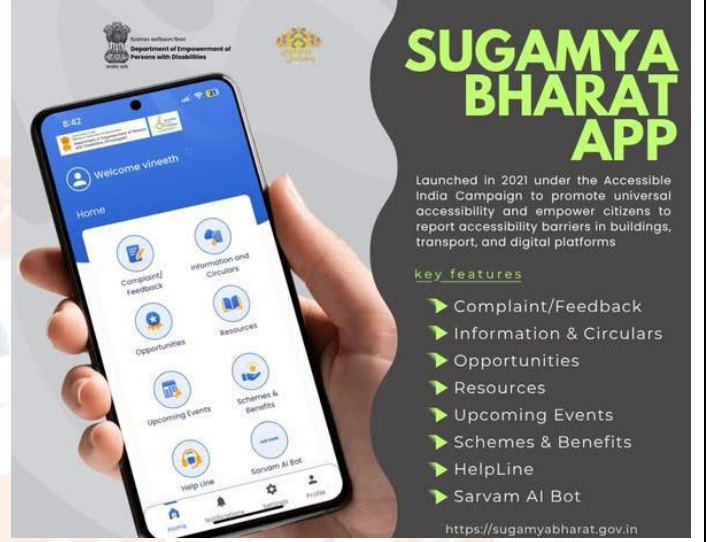 Department of Empowerment of
Persons with Disabilities
SUGAMYA
BHARAT
APP
Launched in 2021 under the Accessible
India Campaign to promote universal
accessibility and empower citizens to
report accessibility barriers in buildings,
transport, and digital platforms
key features
Complaint/Feedback
Information & Circulars
Opportunities
Resources
Upcoming Events
Schemes & Benefits
HelpLine
Sarvam AI Bot
https://sugamyabharat.gov.in
8:42
Welcome vineeth
Home
Complaint/
Feedback
Information and
Circulars
Opportunities
Resources
Upcoming Events
Schemes &
Benefits
Help Line
Sarvam AI Bot
Home
Notifications
Settings
Profile